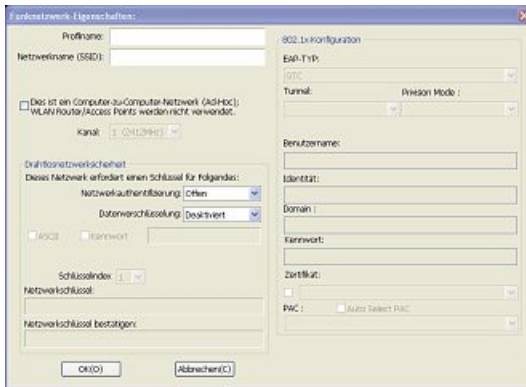 Funknetzwerk-Eigenschaften:
Profilname:
Netzwerkname (SSID):
Dies ist ein Computer-zu-Computer-Netzwerk (Ad-Hoc);
WLAN Router/Access Points werden nicht verwendet.
Kanal: 1 (2412MHz)
Drahtlosnetzwerksicherheit
Dieses Netzwerk erfordert einen Schlüssel für Folgendes:
Netzwerkauthentifizierung: Offen
Datenverschlüsselung: Deaktiviert
ASCII Kennwort
Schlüsselindex: 1
Netzwerkschlüssel:
Netzwerkschlüssel bestätigen:
OK(O) Abbrechen(C)
802.1x-Konfiguration
EAP-TYP:
GTC
Tunnel: Provision Mode :
Benutzername:
Identität:
Domain :
Kennwort:
Zertifikat:
PAC : Auto Select PAC